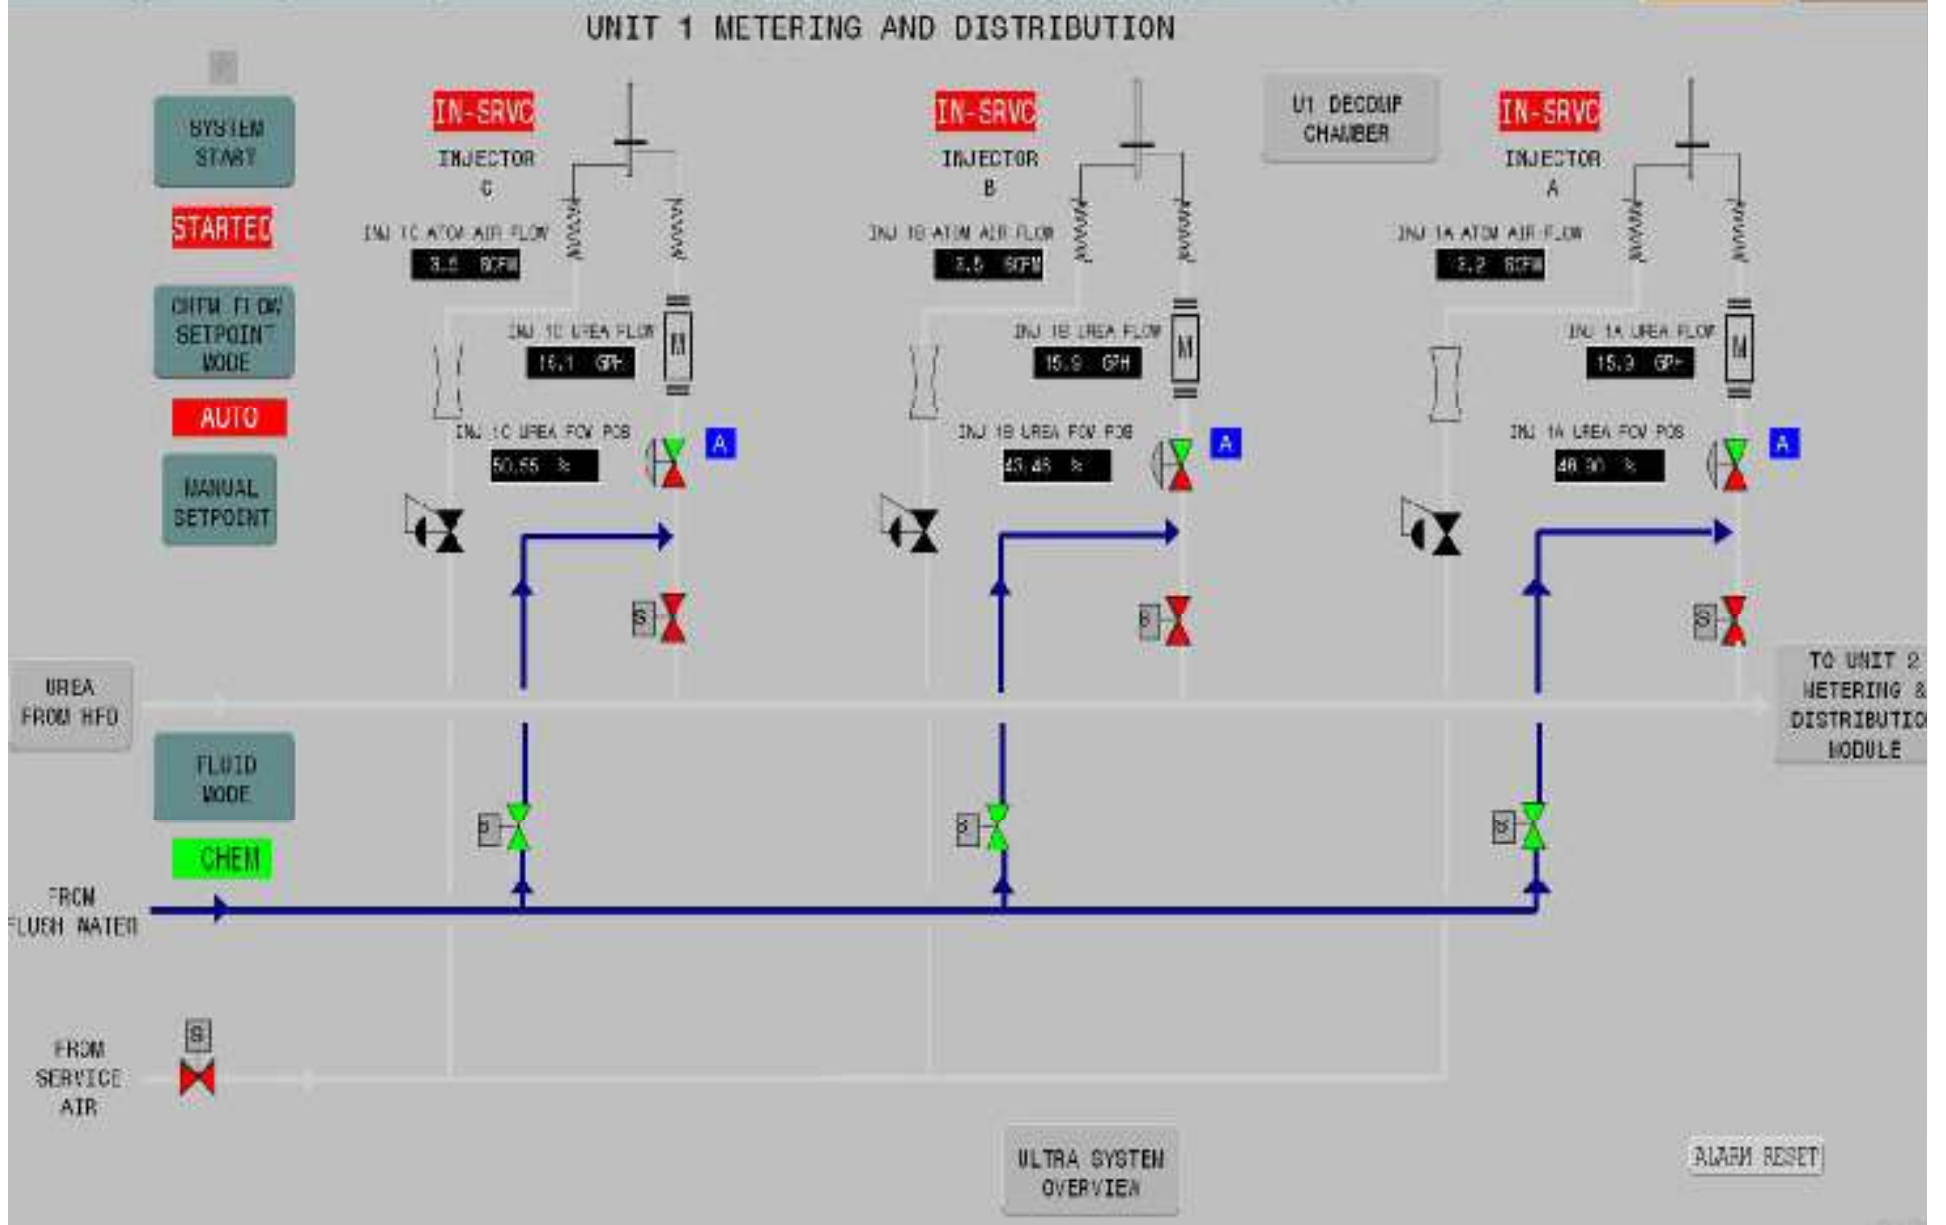 UNIT 1 METERING AND DISTRIBUTION
SYSTEM
START
STARTED
CHEM FLOW
SETPOINT
MODE
AUTO
MANUAL
SETPOINT
IN-SRVC
INJECTOR
C
INJ 1C ATOM AIR FLOW
SCFM
INJ 1C UREA FLOW
16.1 GPH
M
INJ 1C UREA FCV POS
50.55 %
A
S
IN-SRVC
INJECTOR
B
INJ 1B ATOM AIR FLOW
3.5 SCFM
INJ 1B UREA FLOW
15.9 GPH
M
INJ 1B UREA FCV POS
43.46 %
A
S
U1 DECOMP
CHAMBER
IN-SRVC
INJECTOR
A
INJ 1A ATOM AIR FLOW
SCFM
INJ 1A UREA FLOW
15.9 GPH
M
INJ 1A UREA FCV POS
%
A
S
UREA
FROM HFD
TO UNIT 2
METERING &
DISTRIBUTIO
MODULE
FLUID
MODE
CHEM
S
S
S
FROM
FLUSH WATER
S
FROM
SERVICE
AIR
ULTRA SYSTEM
OVERVIEW
ALARM RESET